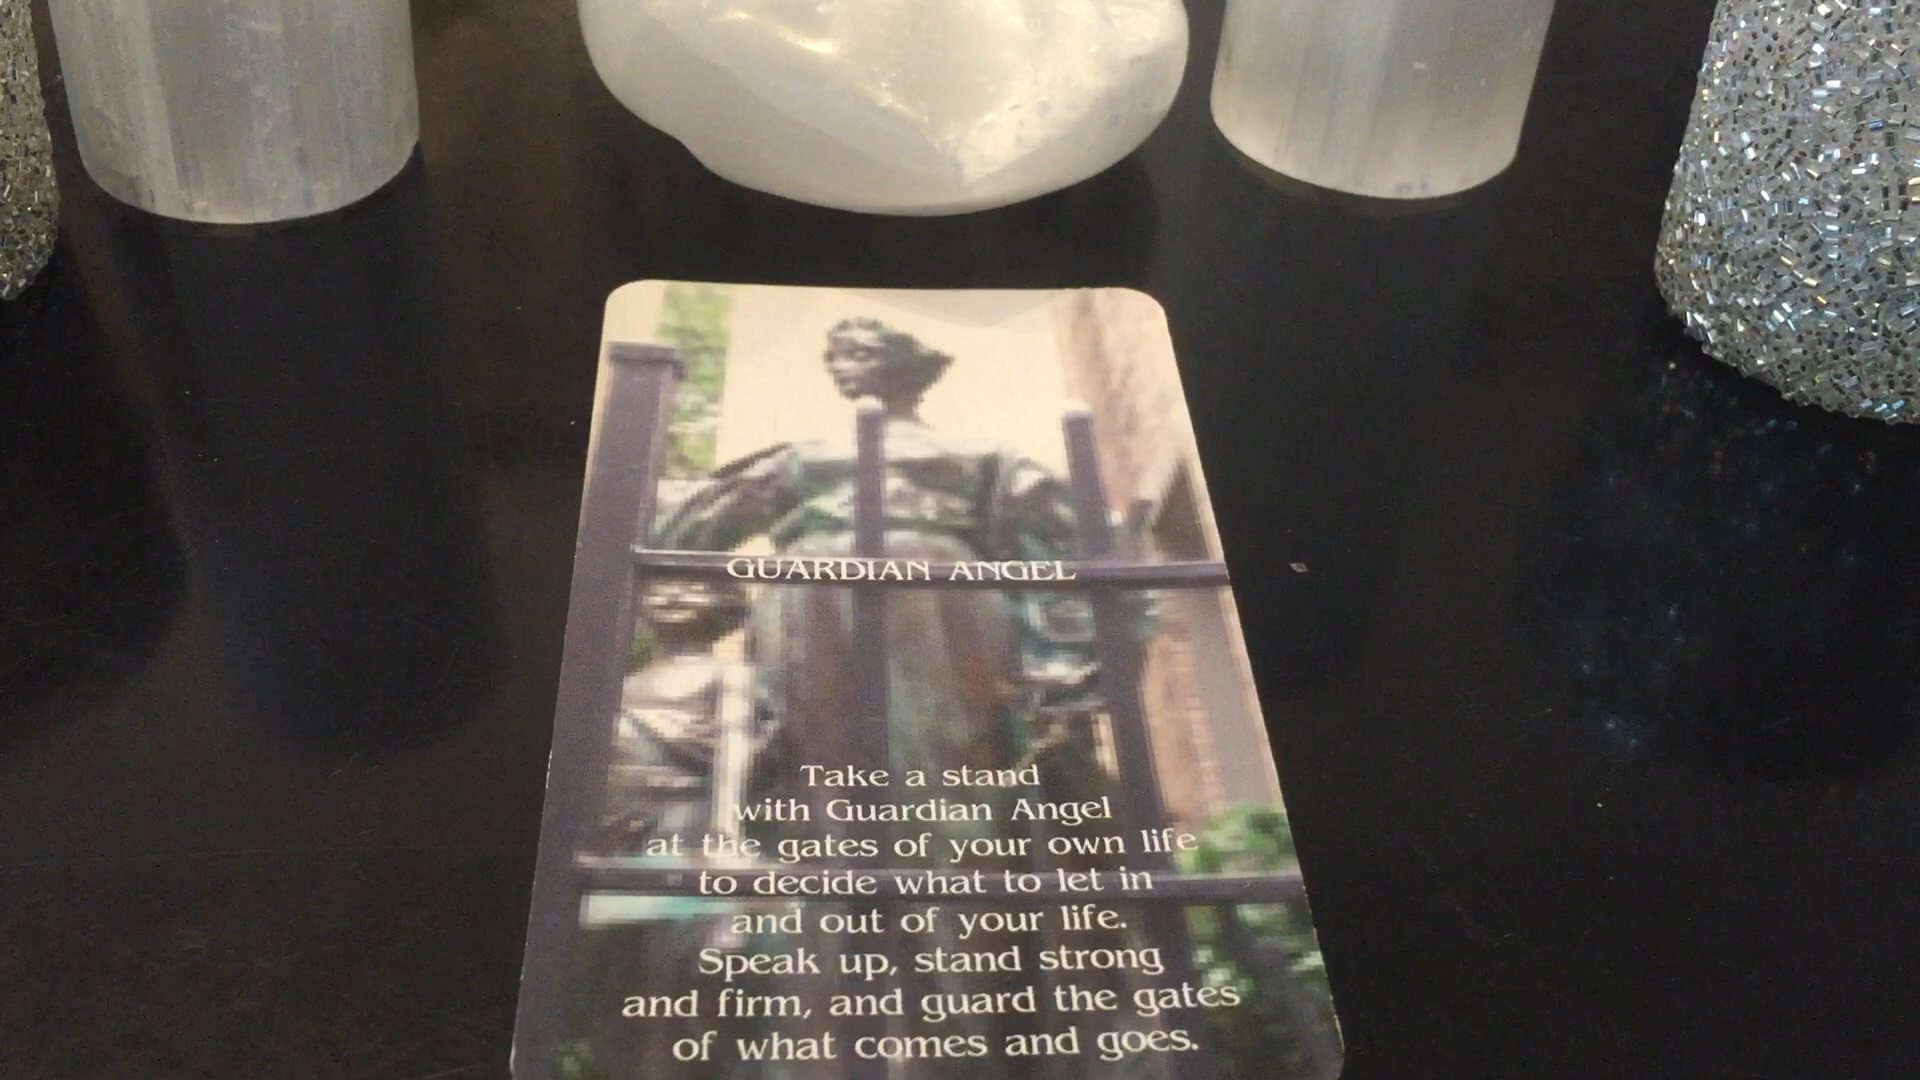 GUARDIAN ANGEL
Take a stand
with Guardian Angel
at the gates of your own life
to decide what to let in
and out of your life.
Speak up, stand strong
and firm, and guard the gates
of what comes and goes.